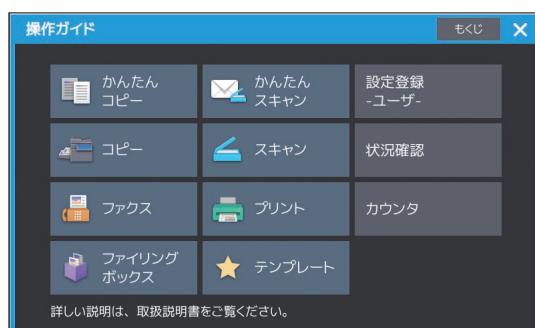 操作ガイド
もくじ
かんたん
コピー
かんたん
スキャン
設定登録
-ユーザ-
コピー
スキャン
状況確認
ファクス
プリント
カウンタ
ファイリング
ボックス
テンプレート
詳しい説明は、取扱説明書をご覧ください。